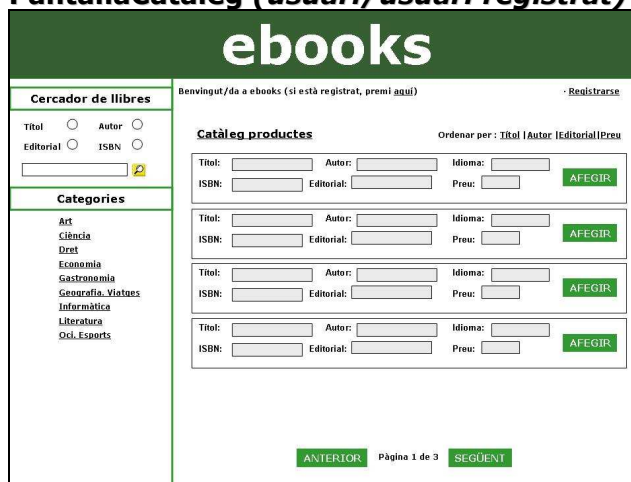 PantallaCatàleg (usuari/usuari registrat)
ebooks
Cercador de llibres
Títol Autor
Editorial ISBN
Categories
Art
Ciència
Dret
Economia
Gastronomia
Geografia. Viatges
Informàtica
Literatura
Oci. Esports
Benvingut/da a ebooks (si està registrat, premi aquí) · Registrarse
Catàleg productes Ordenar per : Títol |Autor |Editorial|Preu
Títol: Autor: Idioma:
ISBN: Editorial: Preu: AFEGIR
Títol: Autor: Idioma:
ISBN: Editorial: Preu: AFEGIR
Títol: Autor: Idioma:
ISBN: Editorial: Preu: AFEGIR
Títol: Autor: Idioma:
ISBN: Editorial: Preu: AFEGIR
ANTERIOR Pàgina 1 de 3 SEGÜENT